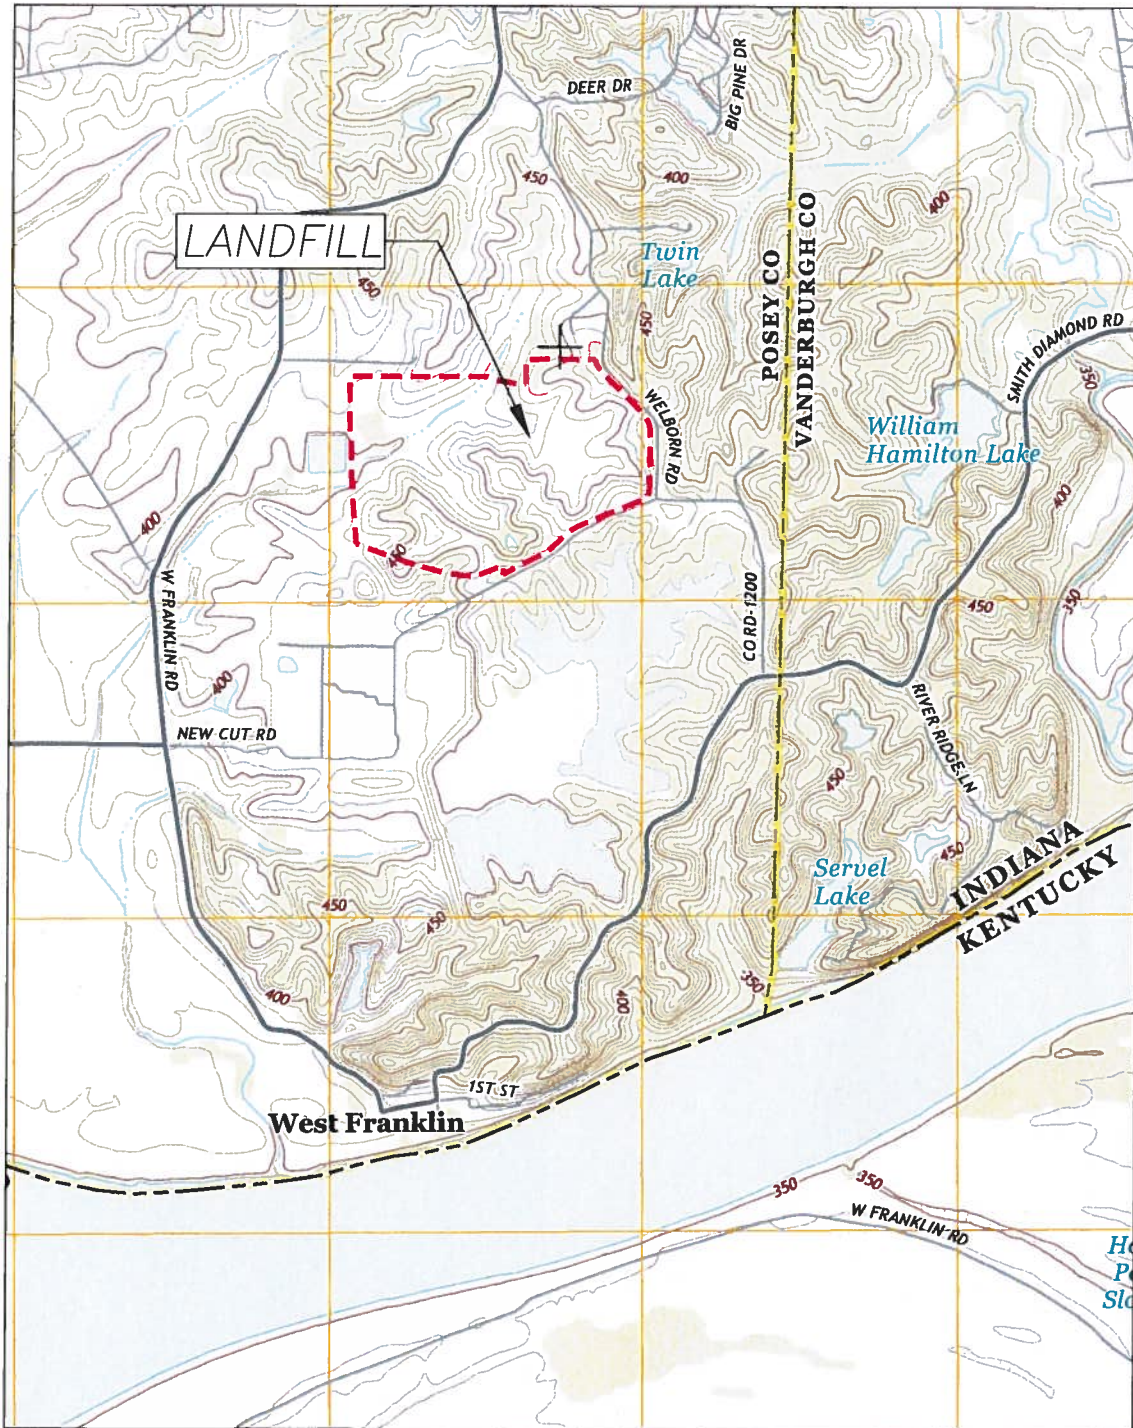 DEER DR
BIG PINE DR
450
400
400
LANDFILL
Twin
Lake
POSEY CO
VANDERBURGH CO
450
450
SMITH DIAMOND RD
350
WELBORN RD
William
Hamilton Lake
400
400
450
W FRANKLIN RD
CO RD-1200
450
350
400
RIVER RIDGE LN
NEW CUT RD
450
INDIANA
KENTUCKY
450
Servel
Lake
450
450
400
350
400
1ST ST
West Franklin
350
350
W FRANKLIN RD